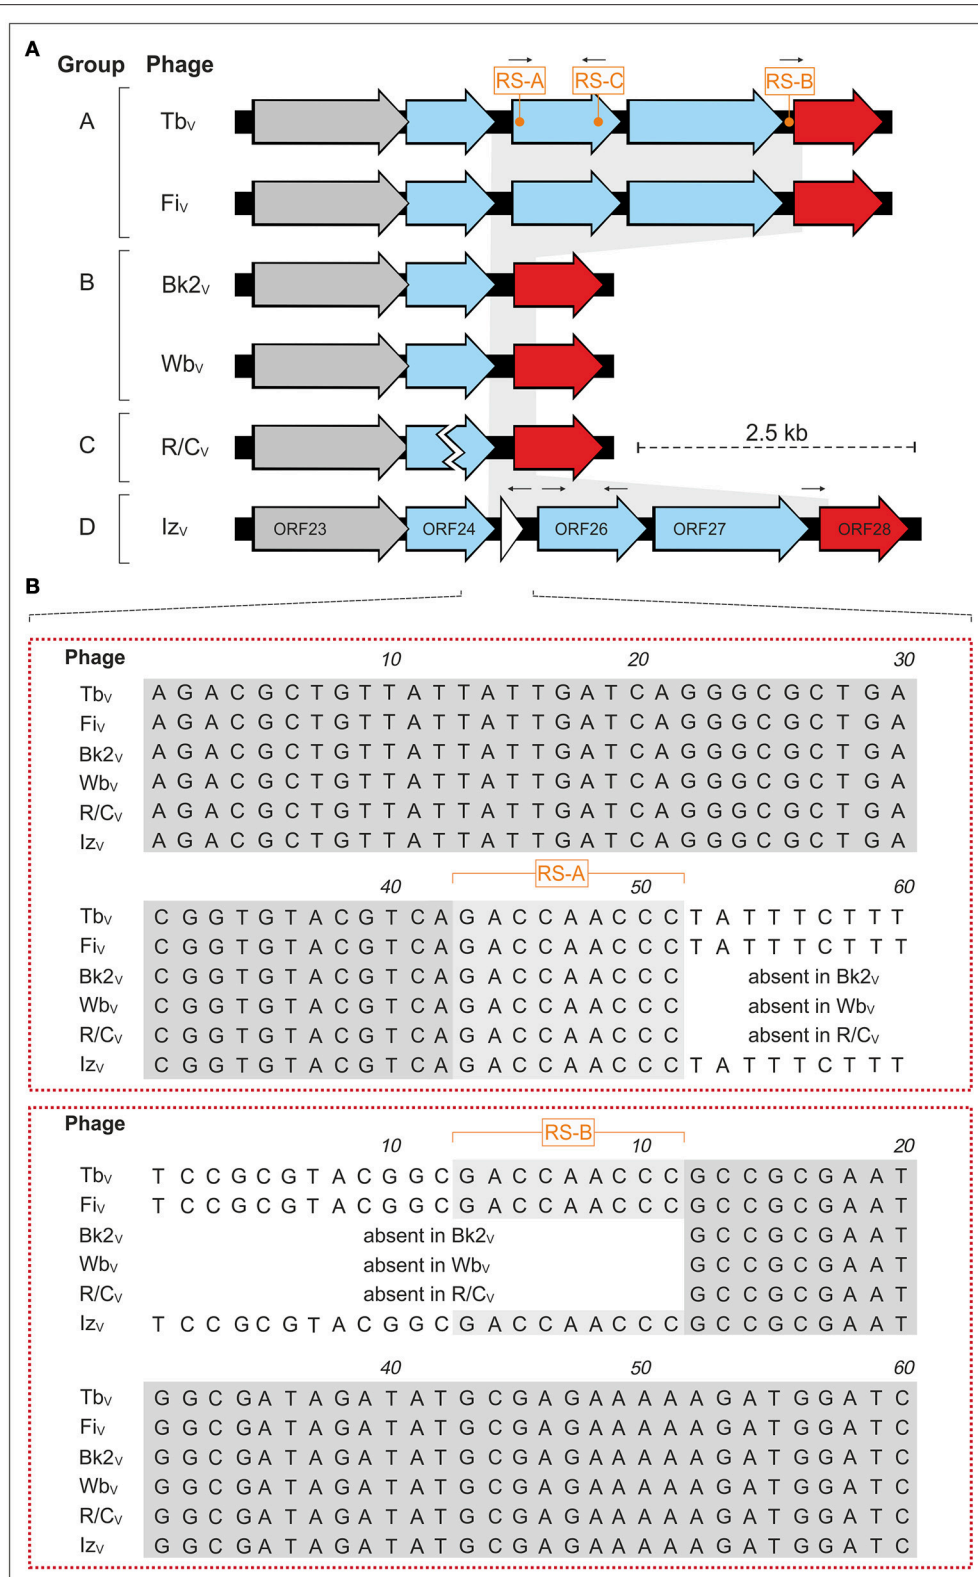 A
Group Phage
RS-A RS-C RS-B
A Tbv
Fiv
B Bk2v
Wbv
C R/Cv
2.5 kb
D Izv ORF23 ORF24 ORF26 ORF27 ORF28
B
Phage 10 20 30
Tbv A G A C G C T G T T A T T A T T G A T C A G G G C G C T G A
Fiv A G A C G C T G T T A T T A T T G A T C A G G G C G C T G A
Bk2v A G A C G C T G T T A T T A T T G A T C A G G G C G C T G A
Wbv A G A C G C T G T T A T T A T T G A T C A G G G C G C T G A
R/Cv A G A C G C T G T T A T T A T T G A T C A G G G C G C T G A
Izv A G A C G C T G T T A T T A T T G A T C A G G G C G C T G A
RS-A
40 50 60
Tbv C G G T G T A C G T C A G A C C A A C C C T A T T T C T T T
Fiv C G G T G T A C G T C A G A C C A A C C C T A T T T C T T T
Bk2v C G G T G T A C G T C A G A C C A A C C C absent in Bk2v
Wbv C G G T G T A C G T C A G A C C A A C C C absent in Wbv
R/Cv C G G T G T A C G T C A G A C C A A C C C absent in R/Cv
Izv C G G T G T A C G T C A G A C C A A C C C T A T T T C T T T
Phage
RS-B
10 10 20
Tbv T C C G C G T A C G G C G A C C A A C C C G C C G C G A A T
Fiv T C C G C G T A C G G C G A C C A A C C C G C C G C G A A T
Bk2v absent in Bk2v G C C G C G A A T
Wbv absent in Wbv G C C G C G A A T
R/Cv absent in R/Cv G C C G C G A A T
Izv T C C G C G T A C G G C G A C C A A C C C G C C G C G A A T
40 50 60
Tbv G G C G A T A G A T A T G C G A G A A A A A G A T G G A T C
Fiv G G C G A T A G A T A T G C G A G A A A A A G A T G G A T C
Bk2v G G C G A T A G A T A T G C G A G A A A A A G A T G G A T C
Wbv G G C G A T A G A T A T G C G A G A A A A A G A T G G A T C
R/Cv G G C G A T A G A T A T G C G A G A A A A A G A T G G A T C
Izv G G C G A T A G A T A T G C G A G A A A A A G A T G G A T C